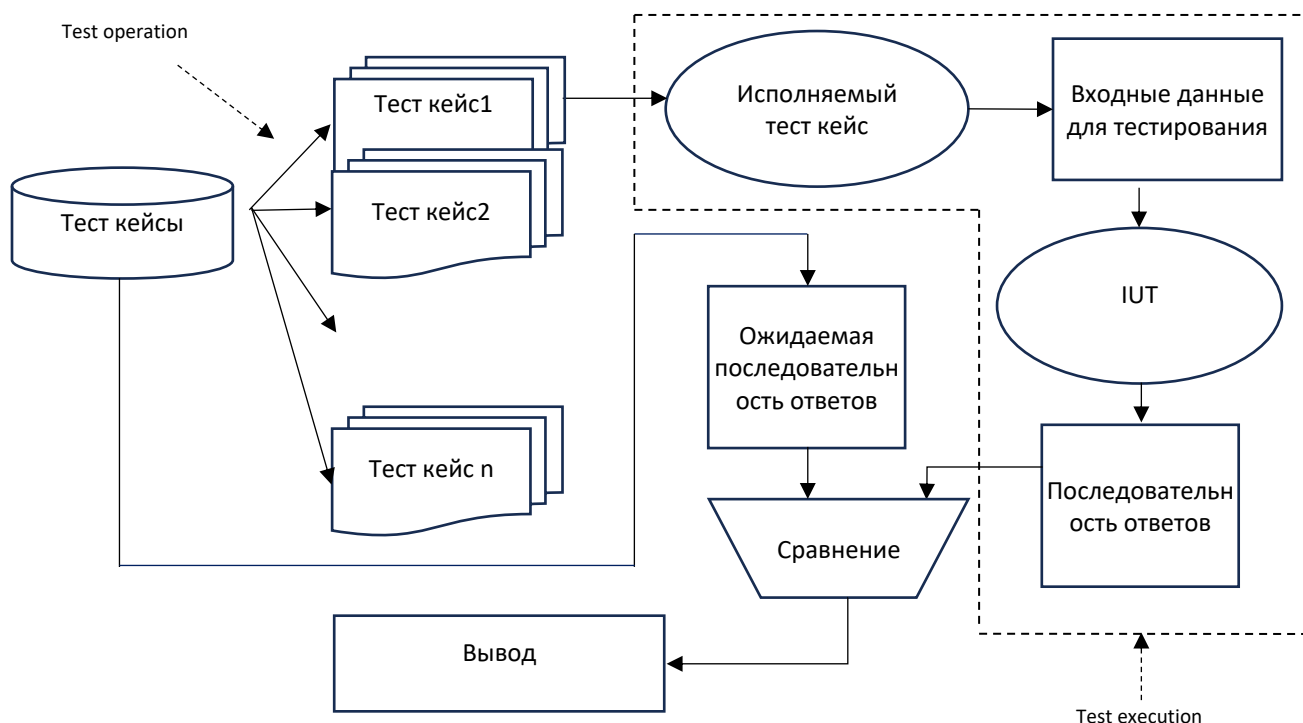 Test operation
Тест кейс1
Исполняемый
тест кейс
Входные данные
для тестирования
Тест кейсы
Тест кейс2
IUT
Ожидаемая
последовательн
ость ответов
Тест кейс n
Последовательн
ость ответов
Сравнение
Вывод
Test execution